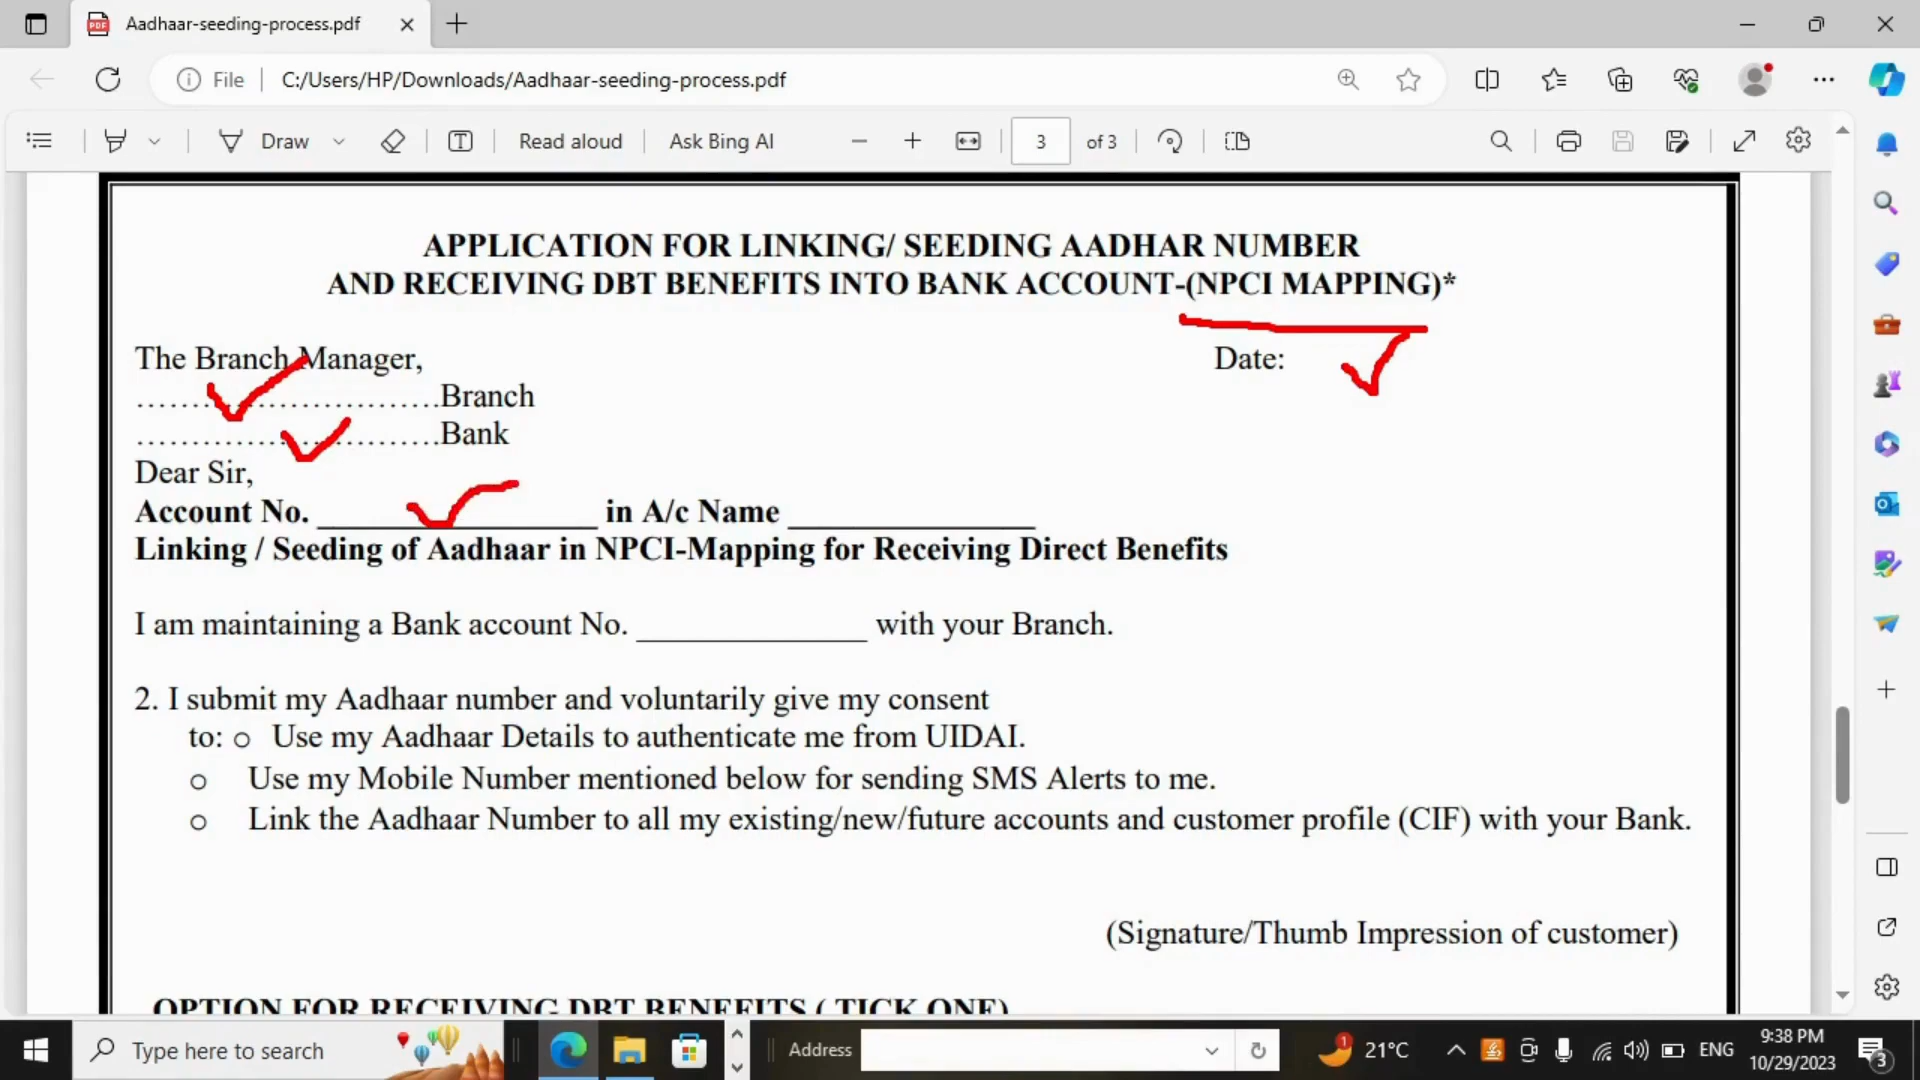 Aadhaar-seeding-process.pdf
File
C:/Users/HP/Downloads/Aadhaar-seeding-process.pdf
Draw
Read aloud
Ask Bing AI
3 of 3
APPLICATION FOR LINKING/ SEEDING AADHAR NUMBER
AND RECEIVING DBT BENEFITS INTO BANK ACCOUNT-(NPCI MAPPING)*
The Branch Manager, Date:
...........................Branch
...........................Bank
Dear Sir,
Account No. _________________ in A/c Name _______________
Linking / Seeding of Aadhaar in NPCI-Mapping for Receiving Direct Benefits
I am maintaining a Bank account No. ______________ with your Branch.
2. I submit my Aadhaar number and voluntarily give my consent
to: o Use my Aadhaar Details to authenticate me from UIDAI.
o Use my Mobile Number mentioned below for sending SMS Alerts to me.
o Link the Aadhaar Number to all my existing/new/future accounts and customer profile (CIF) with your Bank.
(Signature/Thumb Impression of customer)
OPTION FOR RECEIVING DBT BENEFITS ( TICK ONE)
Type here to search
Address
1
21°C
ENG
9:38 PM
10/29/2023
3